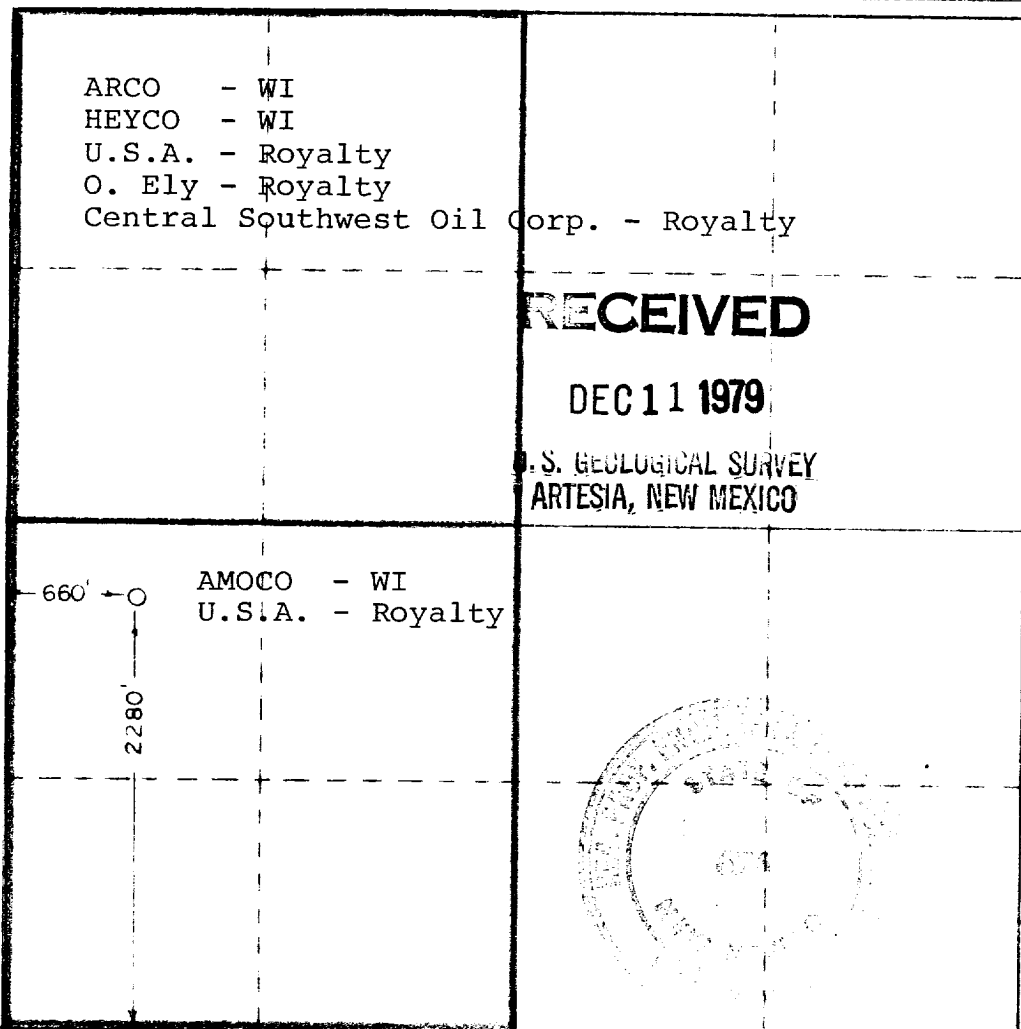 ARCO - WI
HEYCO - WI
U.S.A. - Royalty
O. Ely - Royalty
Central Southwest Oil Corp. - Royalty
RECEIVED
DEC 11 1979
U.S. GEOLOGICAL SURVEY
ARTESIA, NEW MEXICO
660'
AMOCO - WI
U.S.A. - Royalty
2280'
STATE